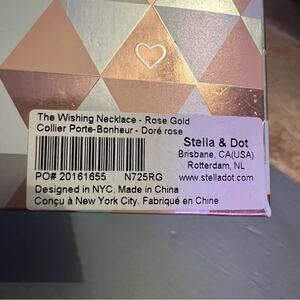 The Wishing Necklace - Rose Gold
Collier Porte-Bonheur - Doré rose
Stella & Dot
Brisbane, CA(USA)
Rotterdam, NL
PO# 20161655 N725RG www.stelladot.com
Designed in NYC. Made in China
Conçu à New York City. Fabriqué en Chine